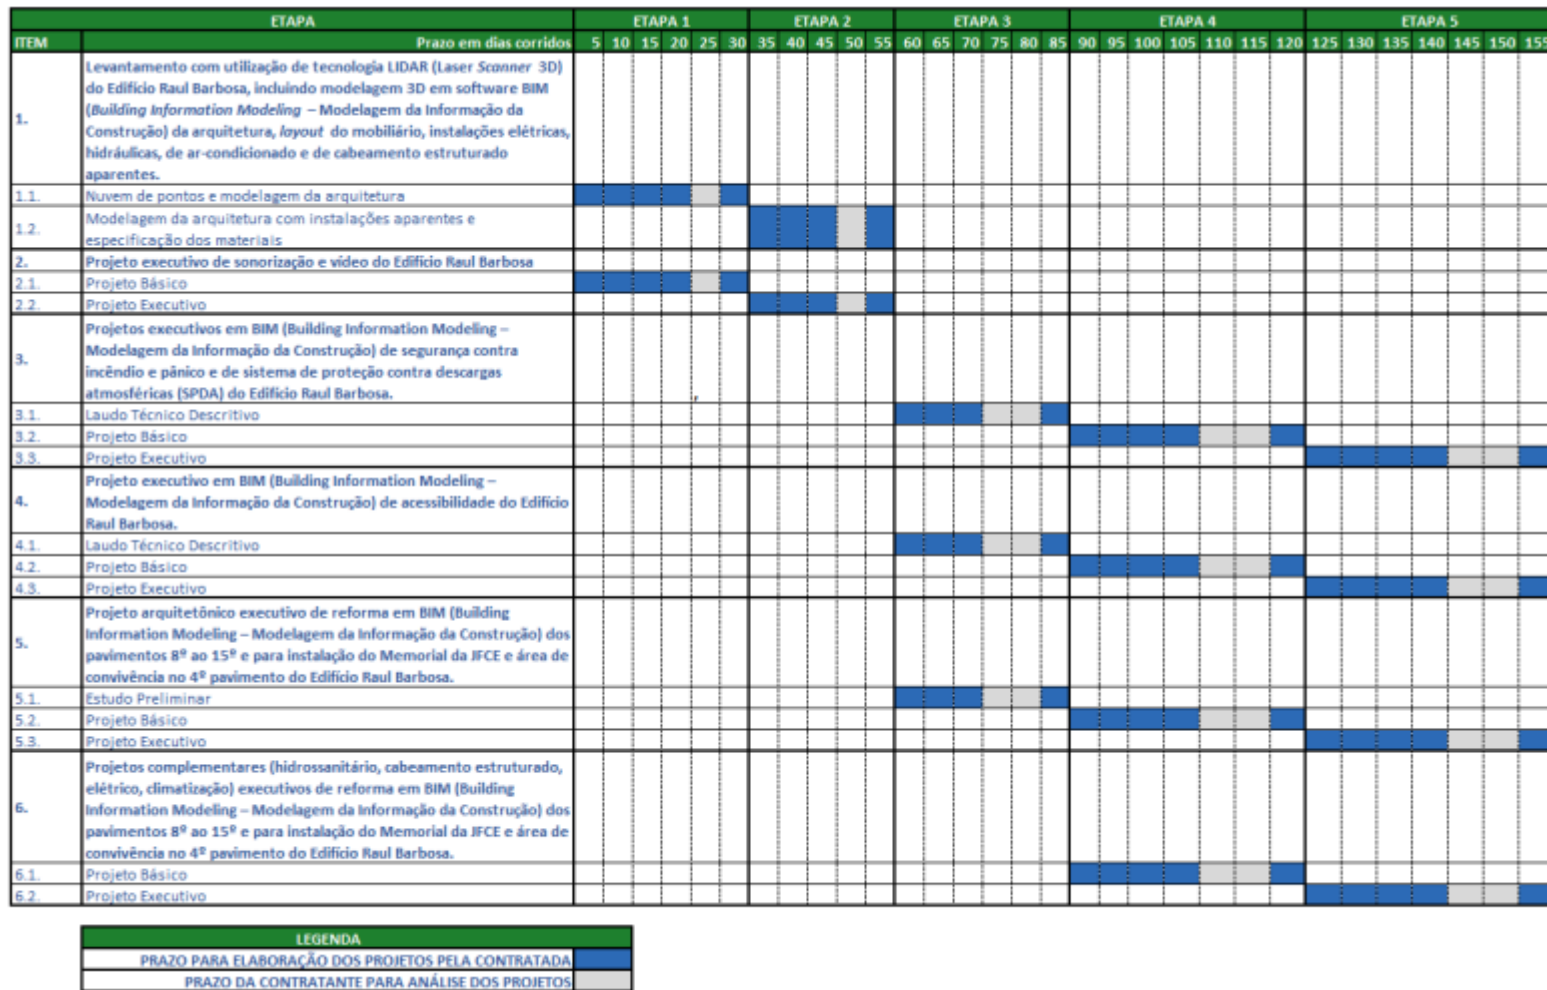 ETAPA ETAPA 1 ETAPA 2 ETAPA 3 ETAPA 4 ETAPA 5
ITEM Prazo em dias corridos 5 10 15 20 25 30 35 40 45 50 55 60 65 70 75 80 85 90 95 100 105 110 115 120 125 130 135 140 145 150 155
1. Levantamento com utilização de tecnologia LIDAR (Laser Scanner 3D)
do Edifício Raul Barbosa, incluindo modelagem 3D em software BIM
(Building Information Modeling – Modelagem da Informação da
Construção) da arquitetura, layout do mobiliário, instalações elétricas,
hidráulicas, de ar-condicionado e de cabeamento estruturado
aparentes.
1.1. Nuvem de pontos e modelagem da arquitetura
1.2. Modelagem da arquitetura com instalações aparentes e
especificação dos materiais
2. Projeto executivo de sonorização e vídeo do Edifício Raul Barbosa
2.1. Projeto Básico
2.2. Projeto Executivo
3. Projetos executivos em BIM (Building Information Modeling –
Modelagem da Informação da Construção) de segurança contra
incêndio e pânico e de sistema de proteção contra descargas
atmosféricas (SPDA) do Edifício Raul Barbosa.
3.1. Laudo Técnico Descritivo
3.2. Projeto Básico
3.3. Projeto Executivo
4. Projeto executivo em BIM (Building Information Modeling –
Modelagem da Informação da Construção) de acessibilidade do Edifício
Raul Barbosa.
4.1. Laudo Técnico Descritivo
4.2. Projeto Básico
4.3. Projeto Executivo
5. Projeto arquitetônico executivo de reforma em BIM (Building
Information Modeling – Modelagem da Informação da Construção) dos
pavimentos 8º ao 15º e para instalação do Memorial da JFCE e área de
convivência no 4º pavimento do Edifício Raul Barbosa.
5.1. Estudo Preliminar
5.2. Projeto Básico
5.3. Projeto Executivo
6. Projetos complementares (hidrossanitário, cabeamento estruturado,
elétrico, climatização) executivos de reforma em BIM (Building
Information Modeling – Modelagem da Informação da Construção) dos
pavimentos 8º ao 15º e para instalação do Memorial da JFCE e área de
convivência no 4º pavimento do Edifício Raul Barbosa.
6.1. Projeto Básico
6.2. Projeto Executivo
LEGENDA
PRAZO PARA ELABORAÇÃO DOS PROJETOS PELA CONTRATADA
PRAZO DA CONTRATANTE PARA ANÁLISE DOS PROJETOS